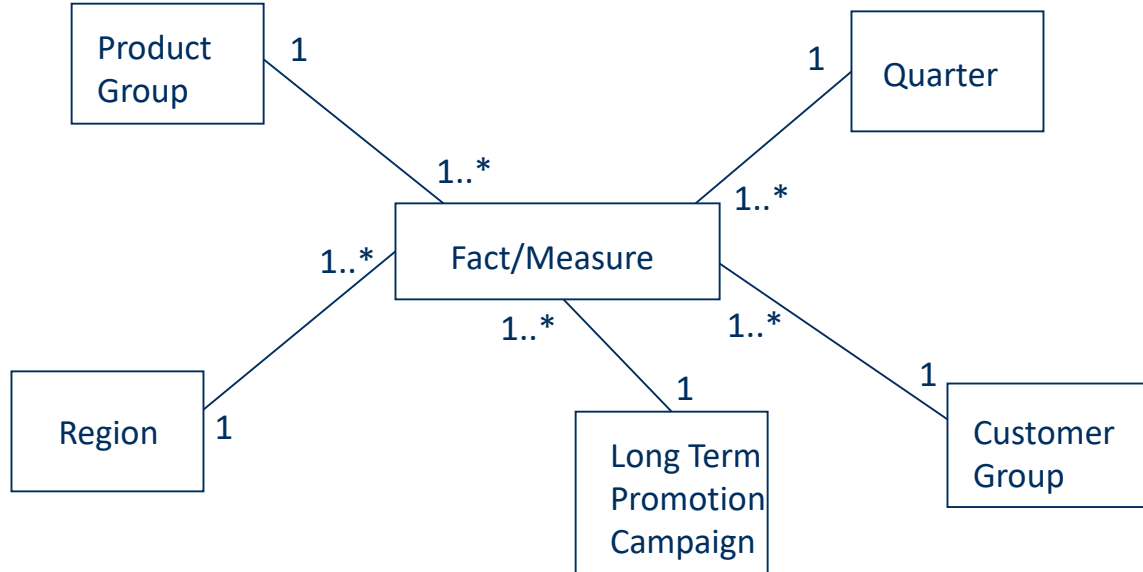 Product
Group
1
1
Quarter
1..*
1..*
Fact/Measure
1..*
1..*
1..*
Region
1
1
Long Term
Promotion
Campaign
1
Customer
Group